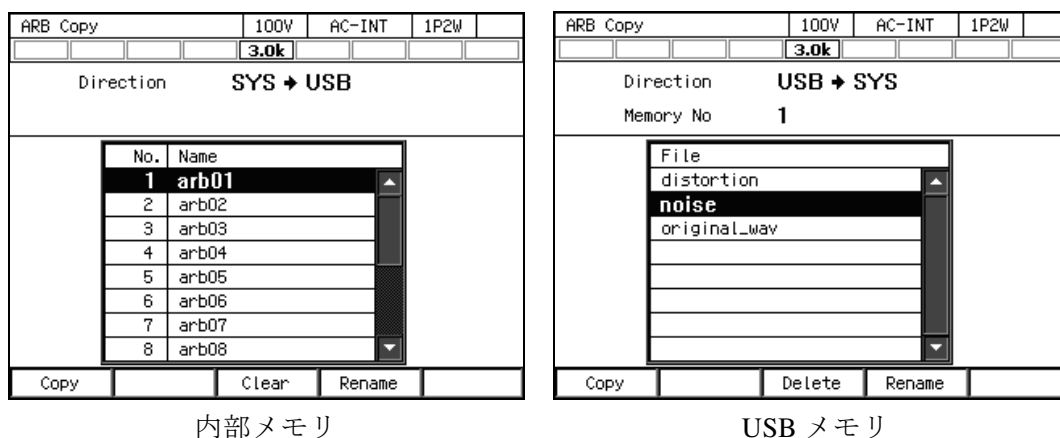 ARB Copy 100V AC-INT 1P2W
3.0k
Direction SYS → USB
No. Name
1 arb01
2 arb02
3 arb03
4 arb04
5 arb05
6 arb06
7 arb07
8 arb08
Copy Clear Rename
内部メモリ
ARB Copy 100V AC-INT 1P2W
3.0k
Direction USB → SYS
Memory No 1
File
distortion
noise
original_wav
Copy Delete Rename
USB メモリ